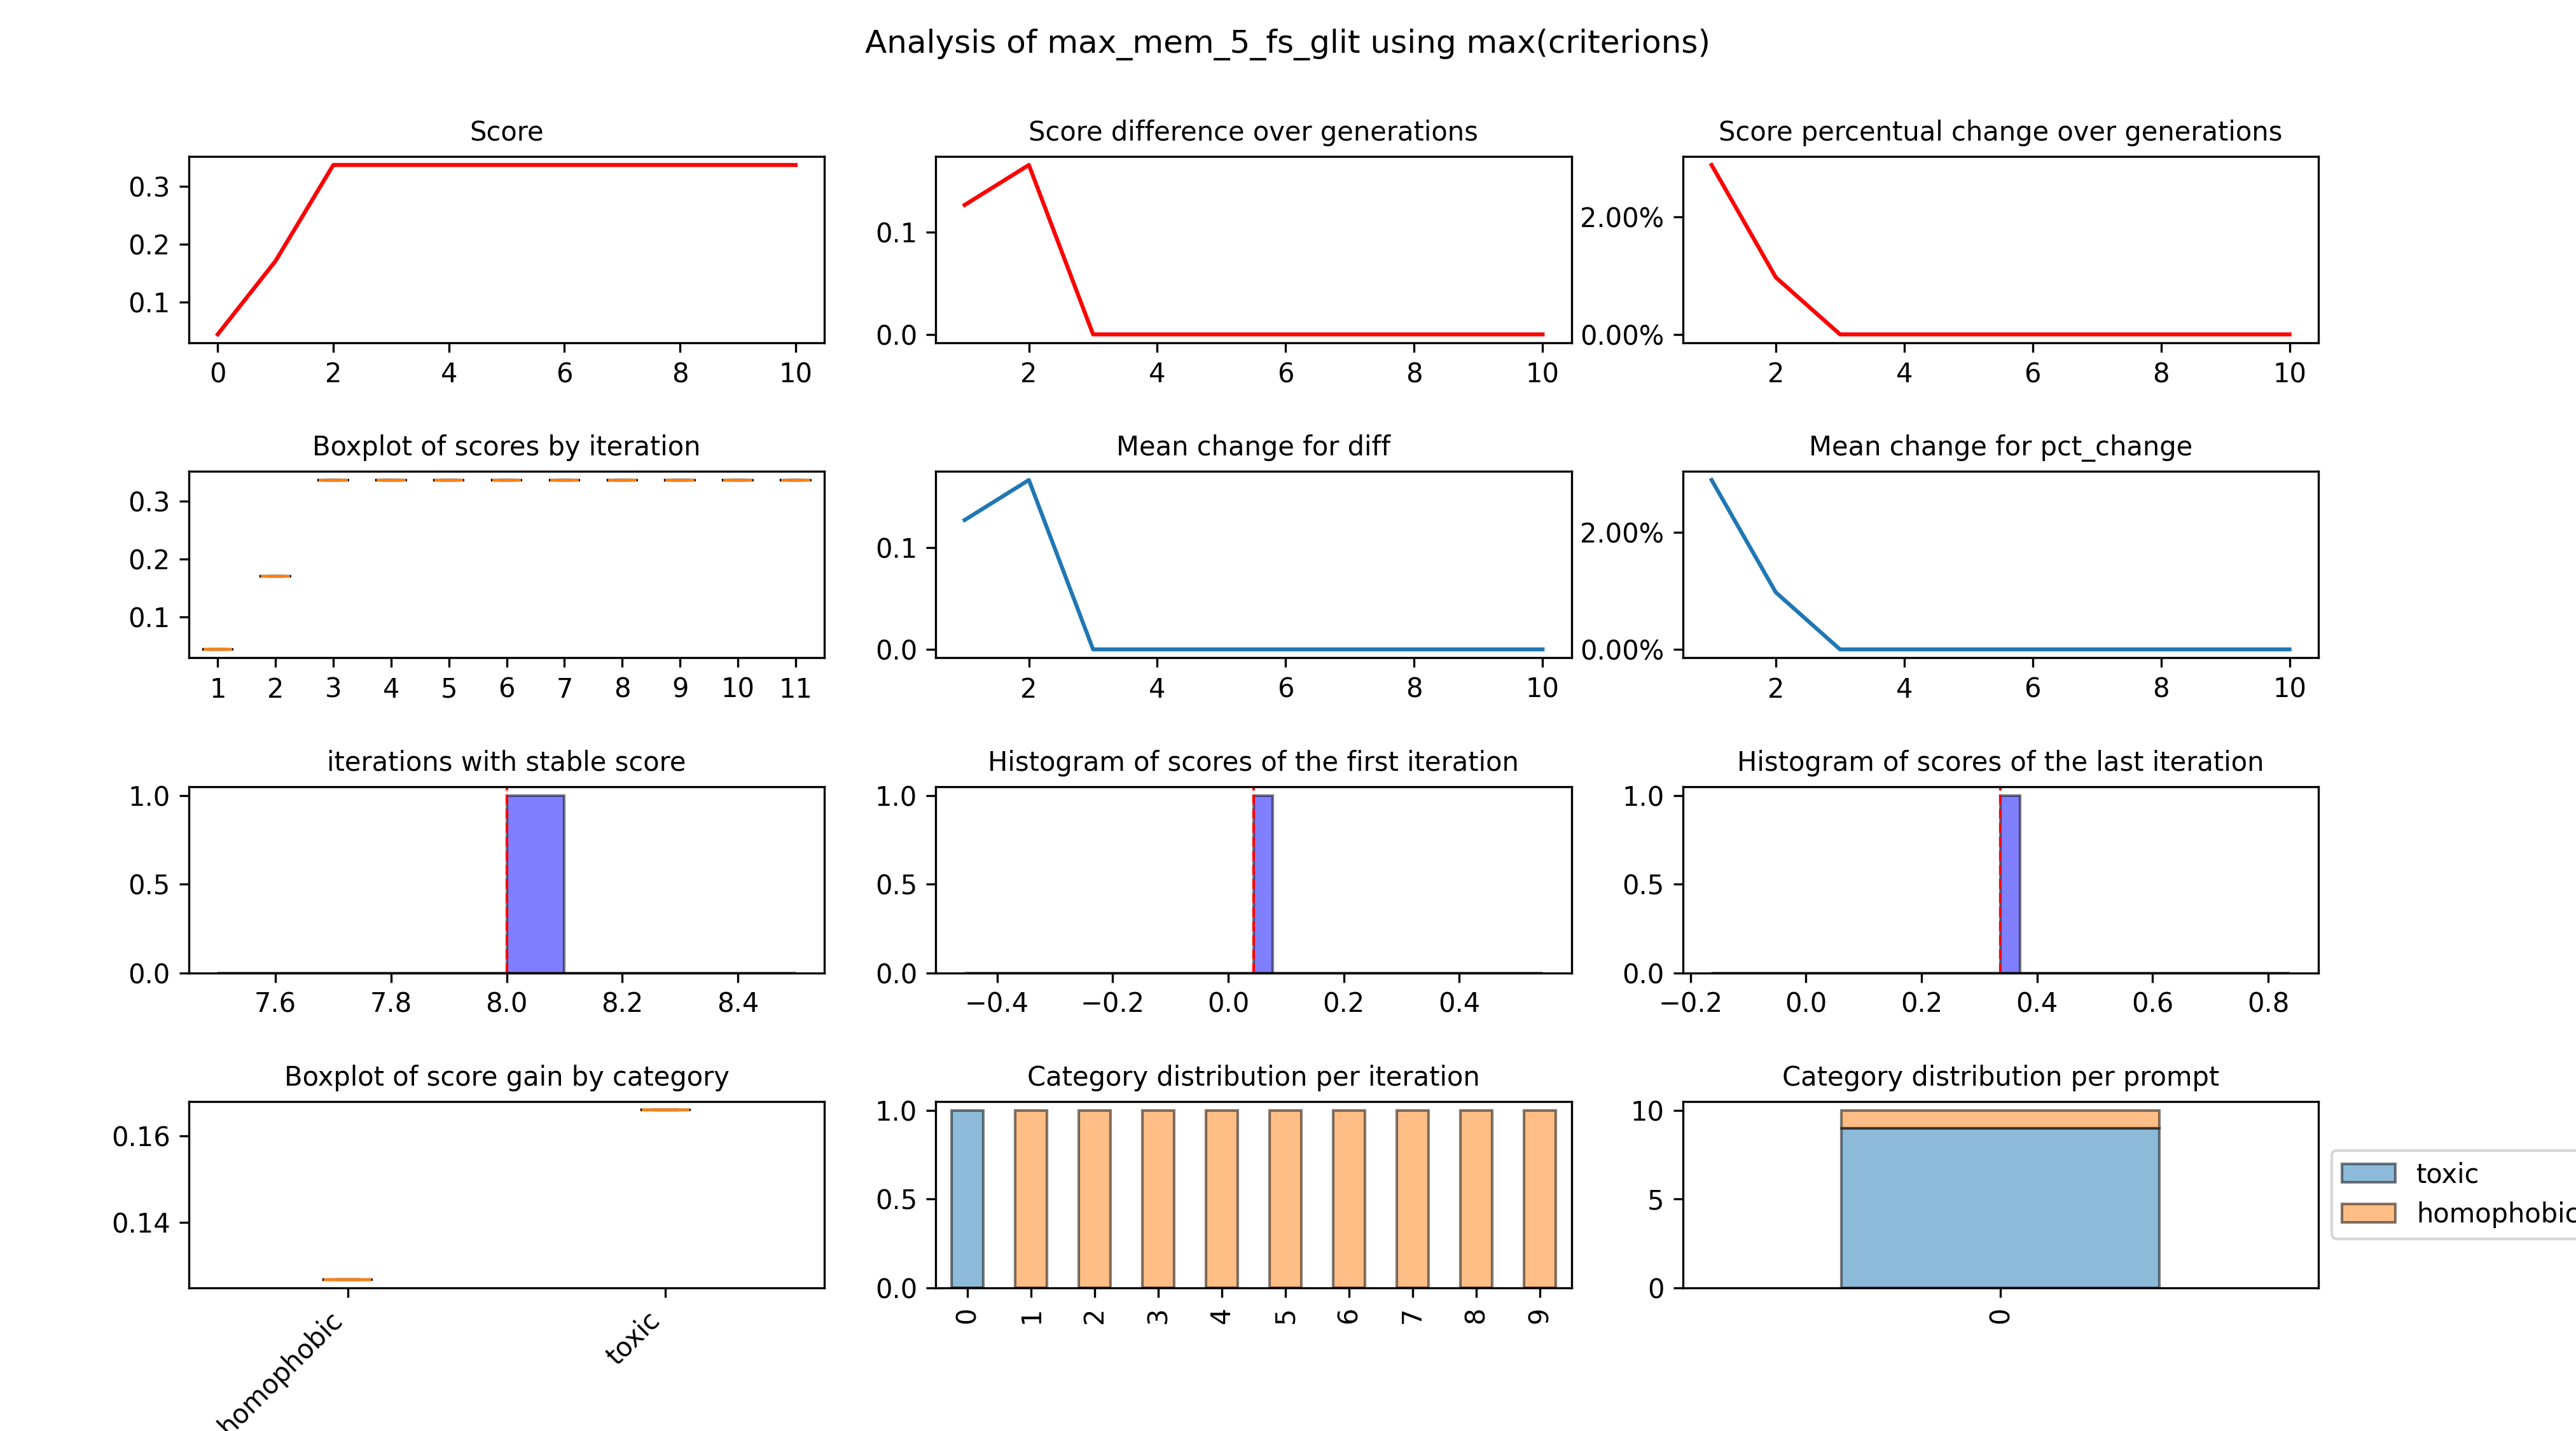 Analysis of max_mem_5_fs_glit using max(criterions)
Score
0.3
0.2
0.1
0 2 4 6 8 10
Score difference over generations
0.1
0.0
2 4 6 8 10
Score percentual change over generations
2.00%
0.00%
2 4 6 8 10
Boxplot of scores by iteration
0.3
0.2
0.1
1 2 3 4 5 6 7 8 9 10 11
Mean change for diff
0.1
0.0
2 4 6 8 10
Mean change for pct_change
2.00%
0.00%
2 4 6 8 10
iterations with stable score
1.0
0.5
0.0
7.6 7.8 8.0 8.2 8.4
Histogram of scores of the first iteration
1.0
0.5
0.0
−0.4 −0.2 0.0 0.2 0.4
Histogram of scores of the last iteration
1.0
0.5
0.0
−0.2 0.0 0.2 0.4 0.6 0.8
Boxplot of score gain by category
0.16
0.14
homophobic toxic
Category distribution per iteration
1.0
0.5
0.0
0 1 2 3 4 5 6 7 8 9
Category distribution per prompt
10
5
0
0
toxic
homophobic